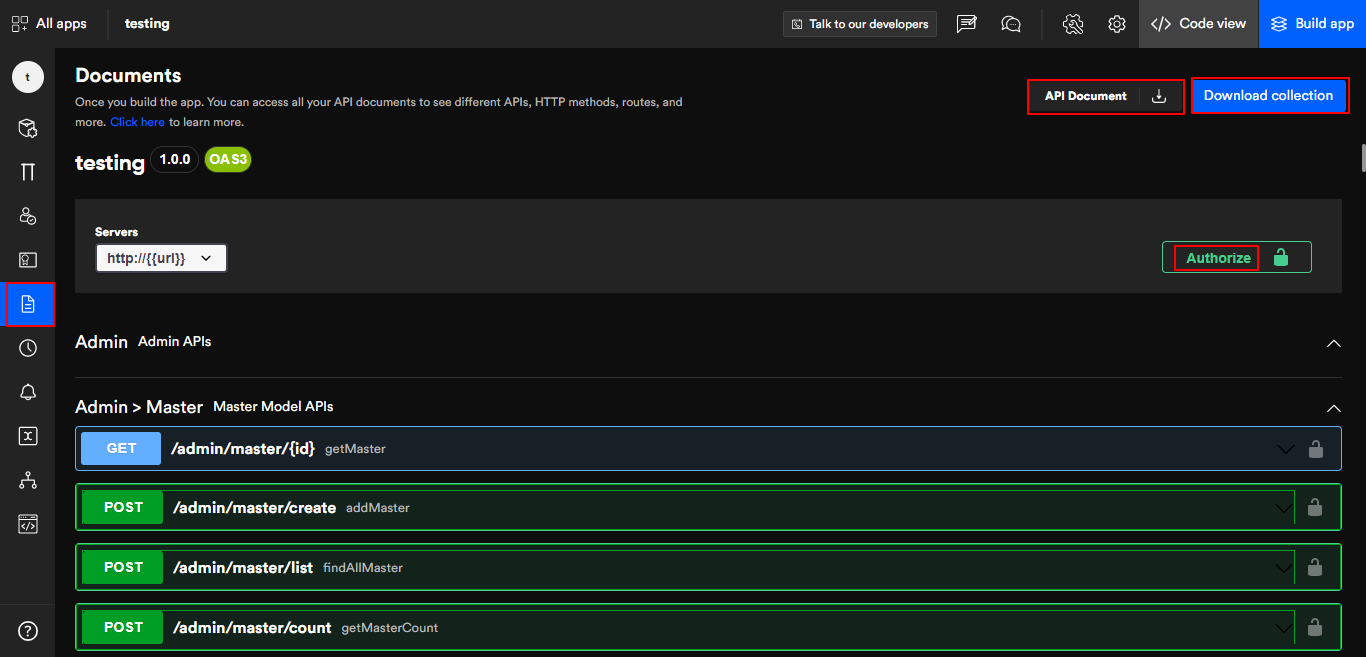 All apps
testing
Talk to our developers
Code view
Build app
t
Documents
Once you build the app. You can access all your API documents to see different APIs, HTTP methods, routes, and
more. Click here to learn more.
API Document
Download collection
testing 1.0.0 OAS3
Servers
http://{{url}}
Authorize
Admin Admin APIs
Admin > Master Master Model APIs
GET /admin/master/{id} getMaster
POST /admin/master/create addMaster
POST /admin/master/list findAllMaster
POST /admin/master/count getMasterCount